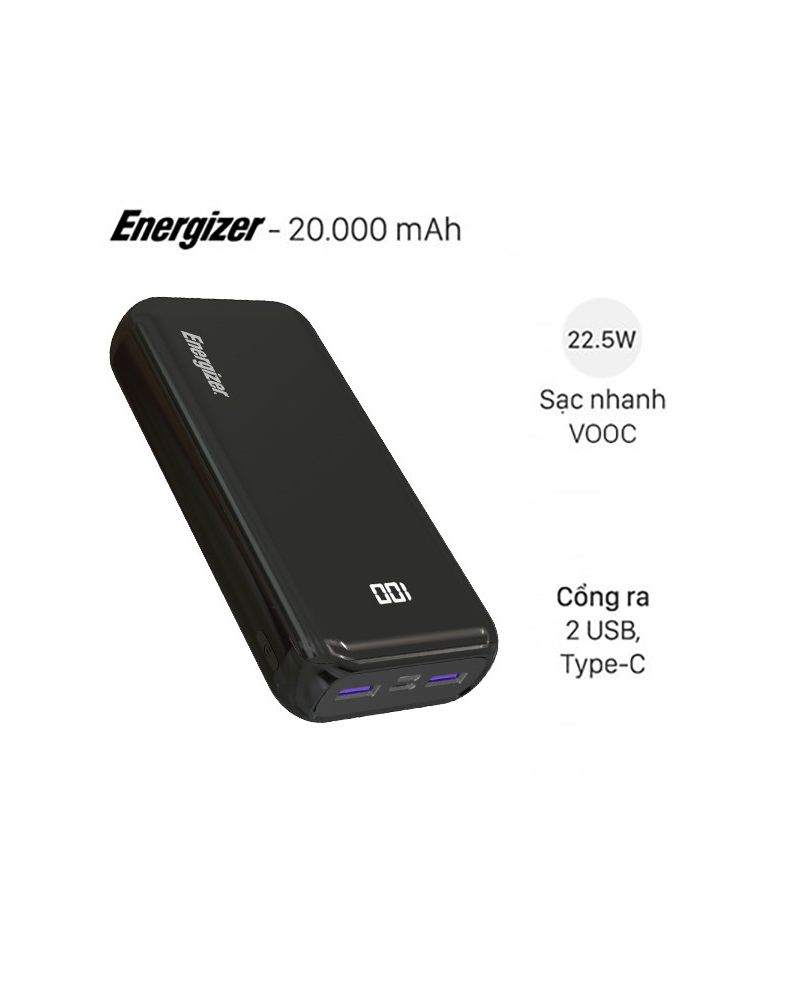 Energizer - 20.000 mAh
Energizer
22.5W
Sạc nhanh
VOOC
100
Cổng ra
2 USB,
Type-C